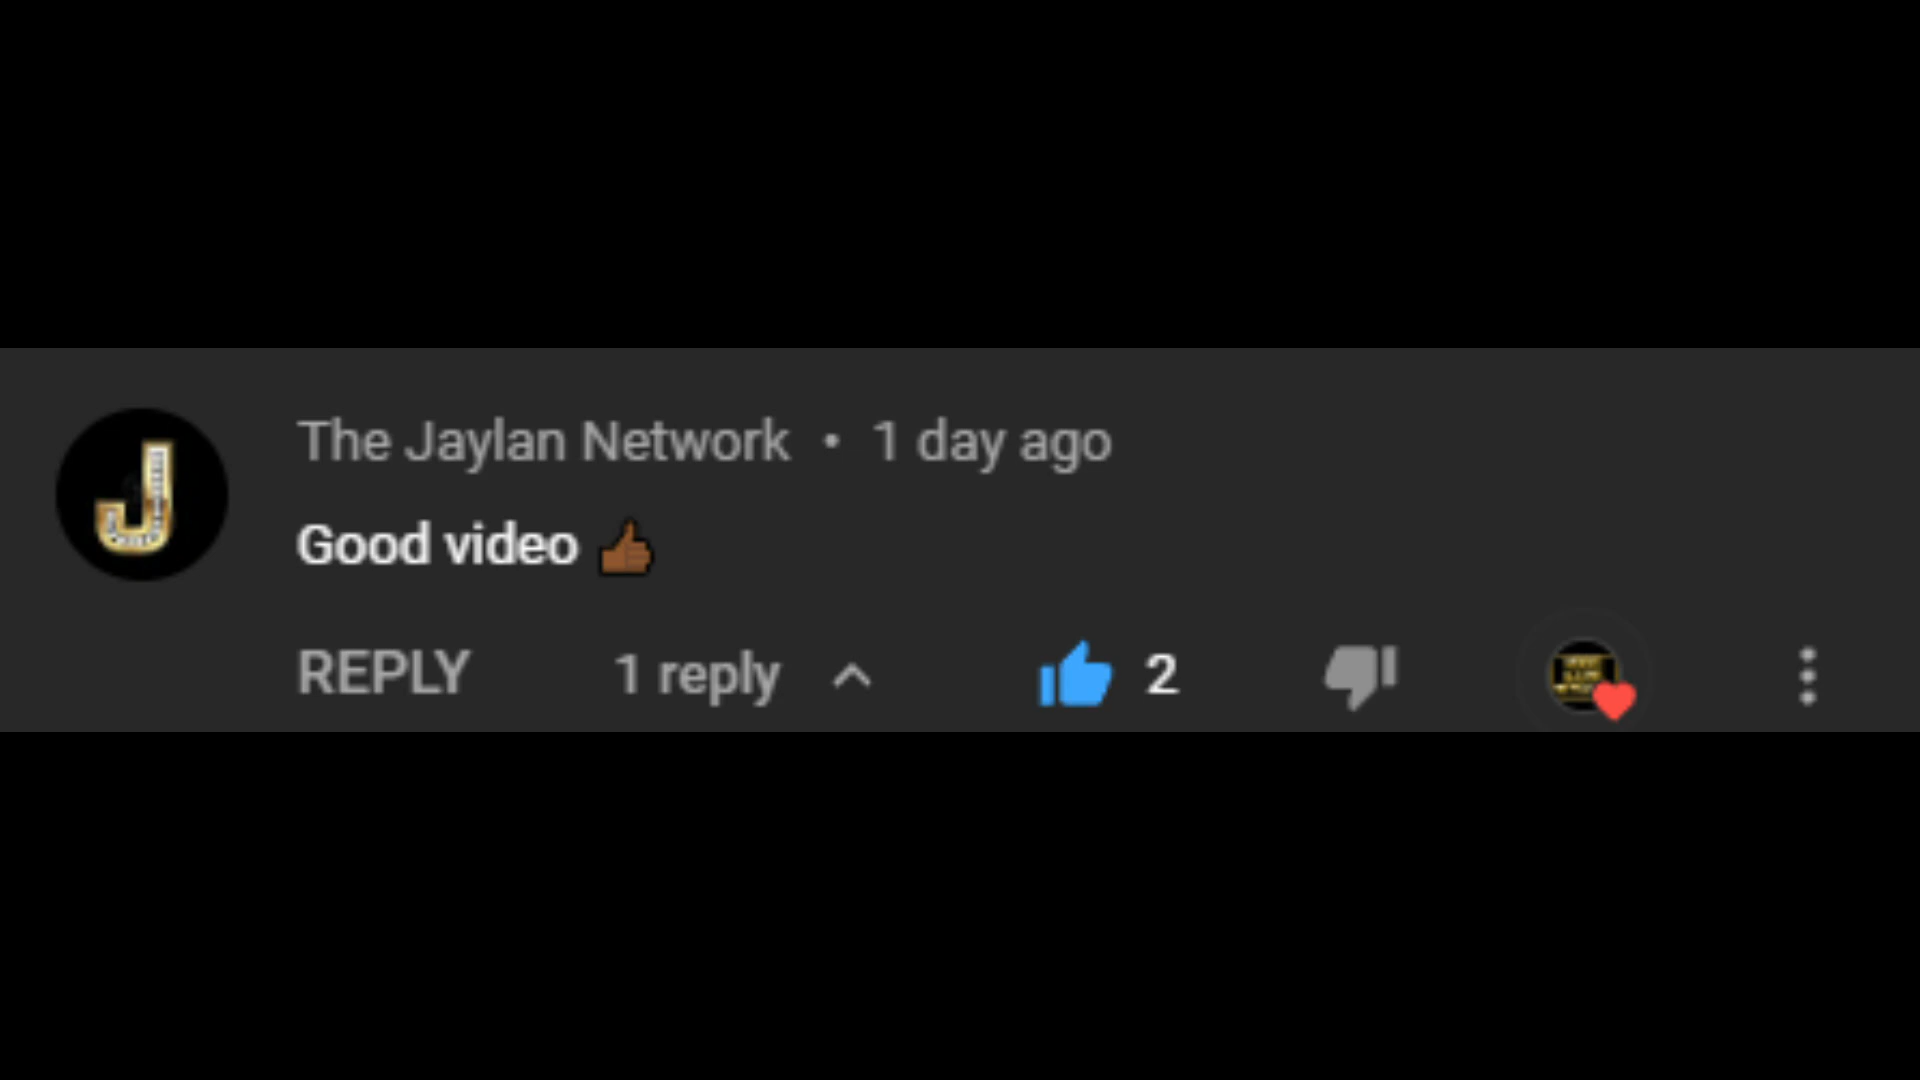 The Jaylan Network • 1 day ago
Good video 👍🏾
REPLY 1 reply 2